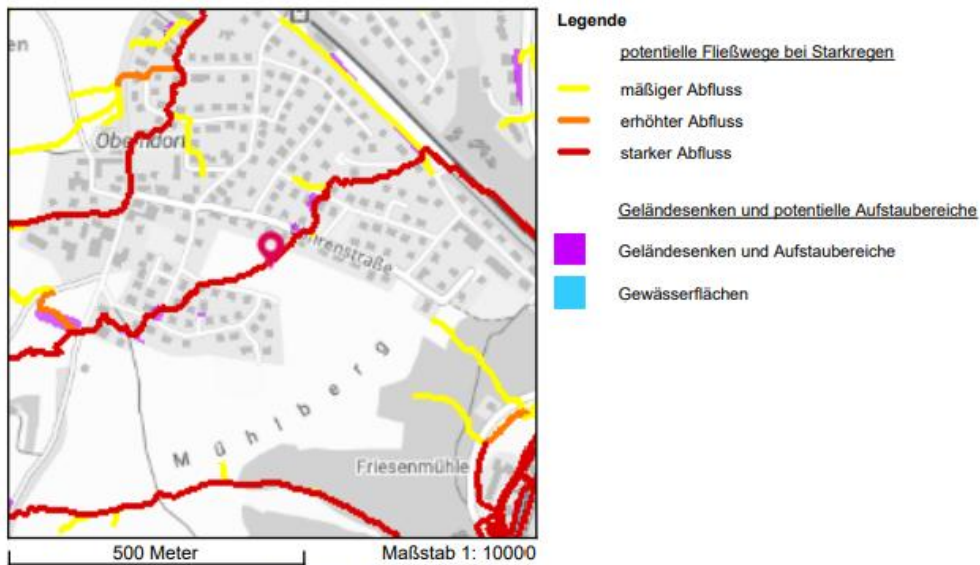 en
Oberndorf
M ü h l b e r g
Friesenmühle
500 Meter
Maßstab 1: 10000
Legende
potentielle Fließwege bei Starkregen
mäßiger Abfluss
erhöhter Abfluss
starker Abfluss
Geländesenken und potentielle Aufstaubereiche
Geländesenken und Aufstaubereiche
Gewässerflächen